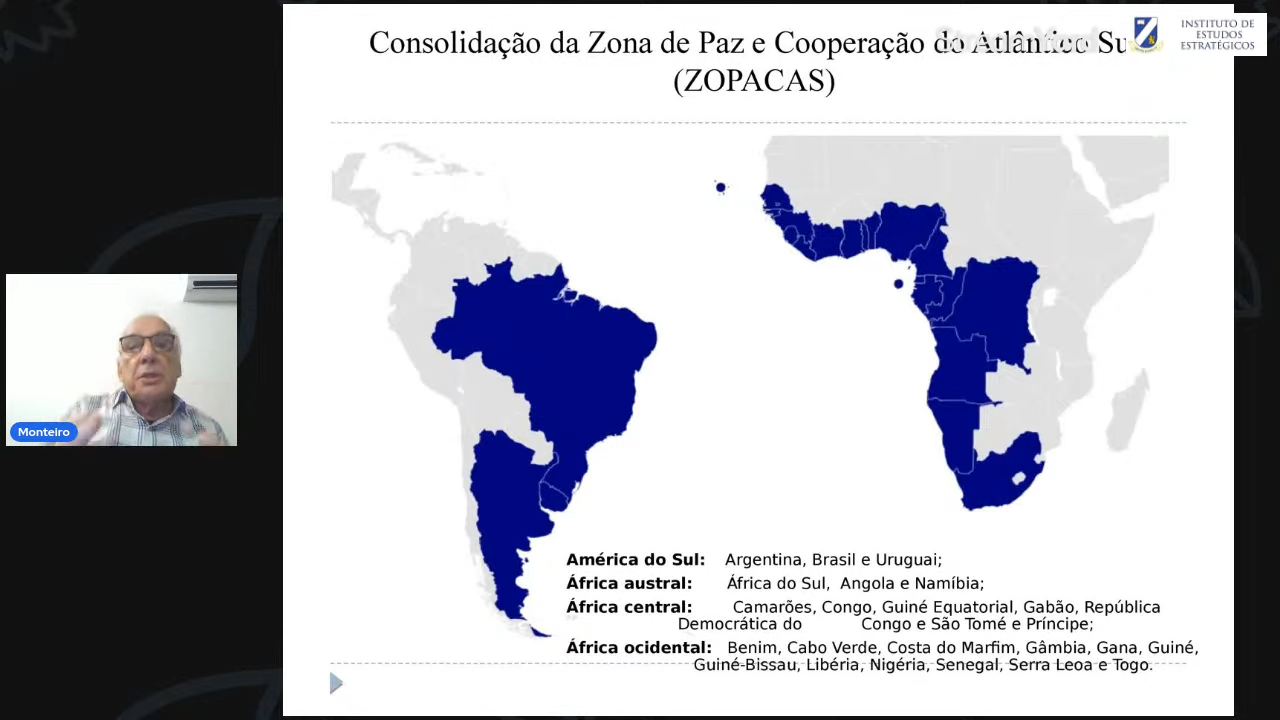 Consolidação da Zona de Paz e Cooperação do Atlântico Su
(ZOPACAS)
INSTITUTO DE
ESTUDOS
ESTRATÉGICOS
Monteiro
América do Sul: Argentina, Brasil e Uruguai;
África austral: África do Sul, Angola e Namíbia;
África central: Camarões, Congo, Guiné Equatorial, Gabão, República
Democrática do Congo e São Tomé e Príncipe;
África ocidental: Benim, Cabo Verde, Costa do Marfim, Gâmbia, Gana, Guiné,
Guiné-Bissau, Libéria, Nigéria, Senegal, Serra Leoa e Togo.